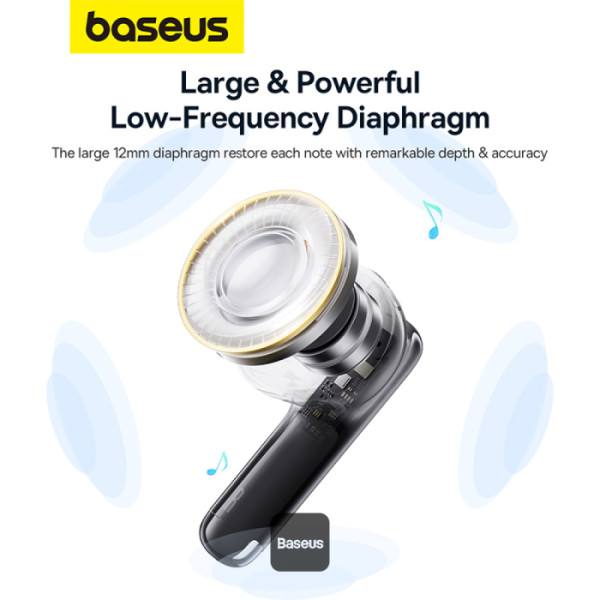 baseus
Large & Powerful
Low-Frequency Diaphragm
The large 12mm diaphragm restore each note with remarkable depth & accuracy
Baseus